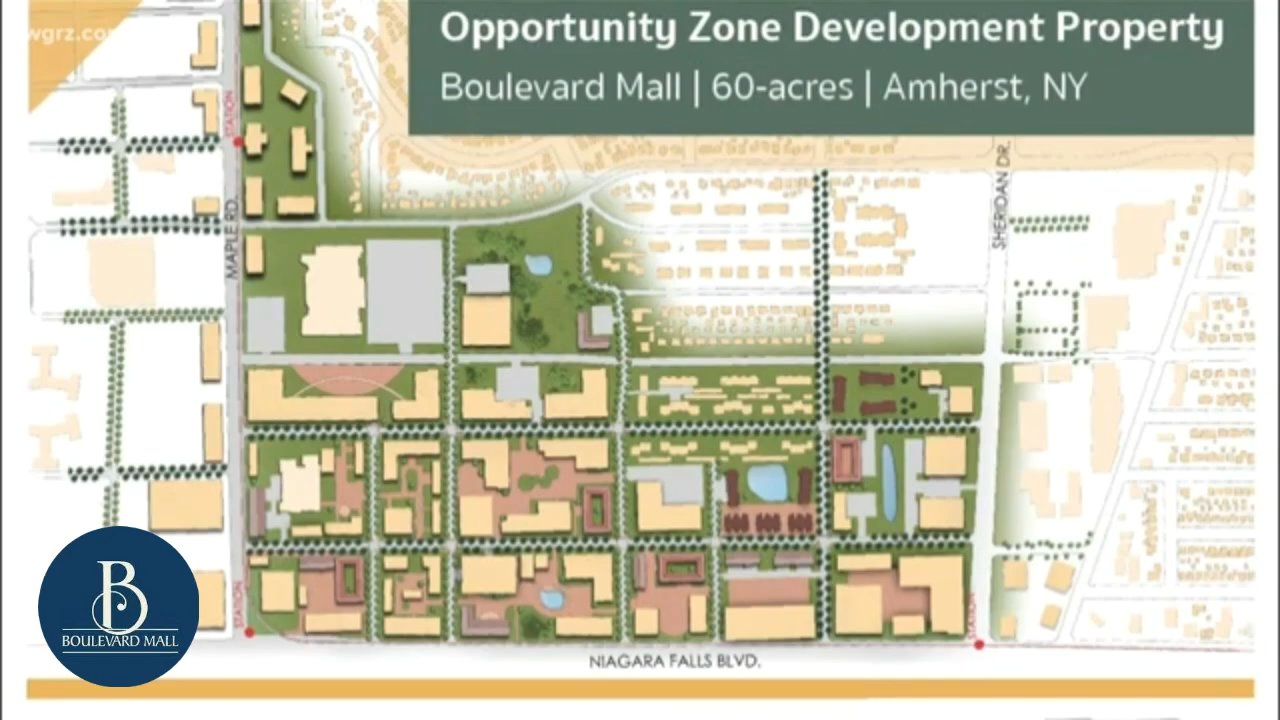 wgrz.co
Opportunity Zone Development Property
Boulevard Mall | 60-acres | Amherst, NY
STATION
MAPLE RD.
SHERIDAN DR.
STATION
STATION
B
BOULEVARD MALL
NIAGARA FALLS BLVD.